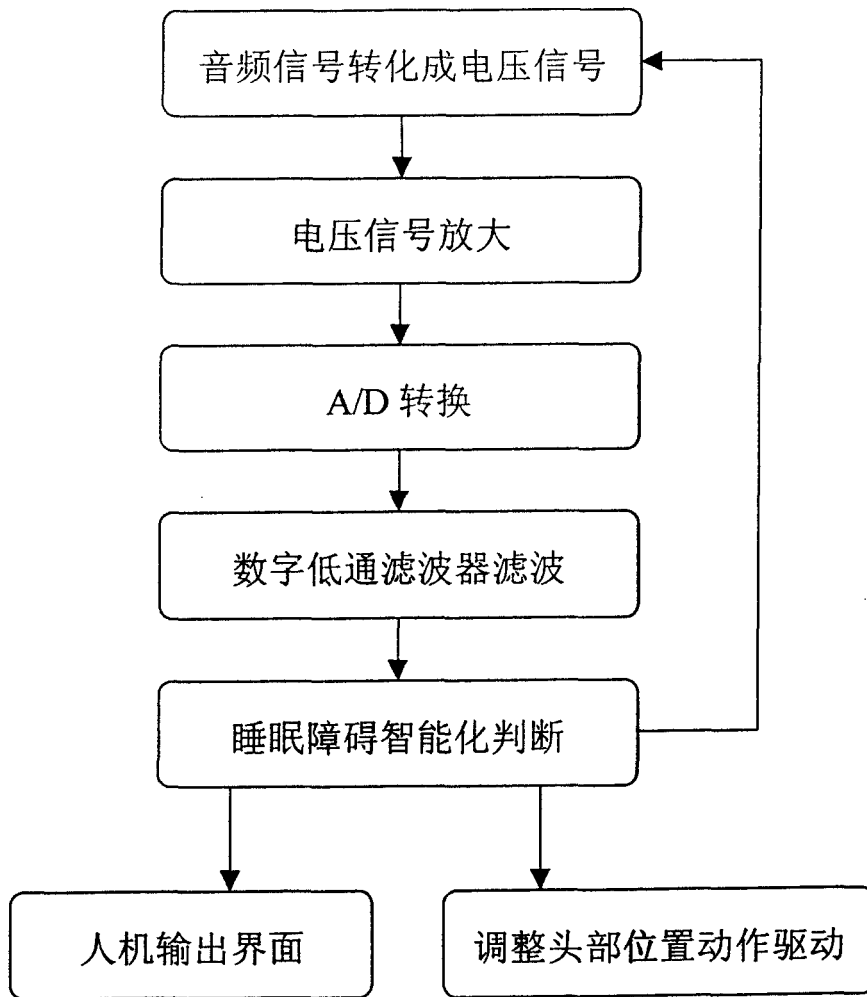 音频信号转化成电压信号
电压信号放大
A/D 转换
数字低通滤波器滤波
睡眠障碍智能化判断
人机输出界面
调整头部位置动作驱动